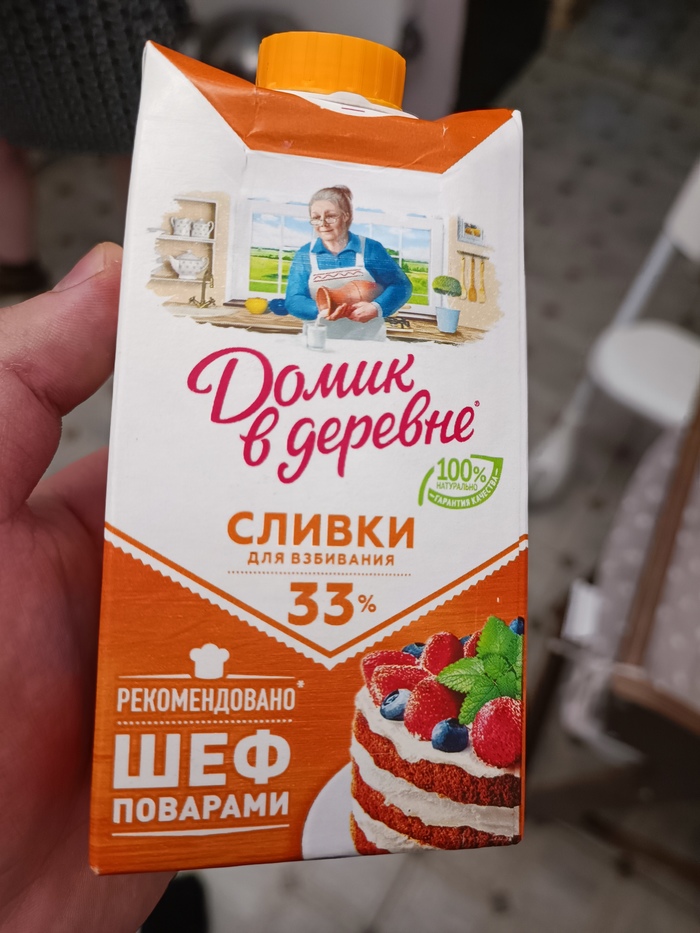 Домик
в деревне®
100%
НАТУРАЛЬНО
ГАРАНТИЯ КАЧЕСТВА
СЛИВКИ
ДЛЯ ВЗБИВАНИЯ
33%
РЕКОМЕНДОВАНО*
ШЕФ
ПОВАРАМИ